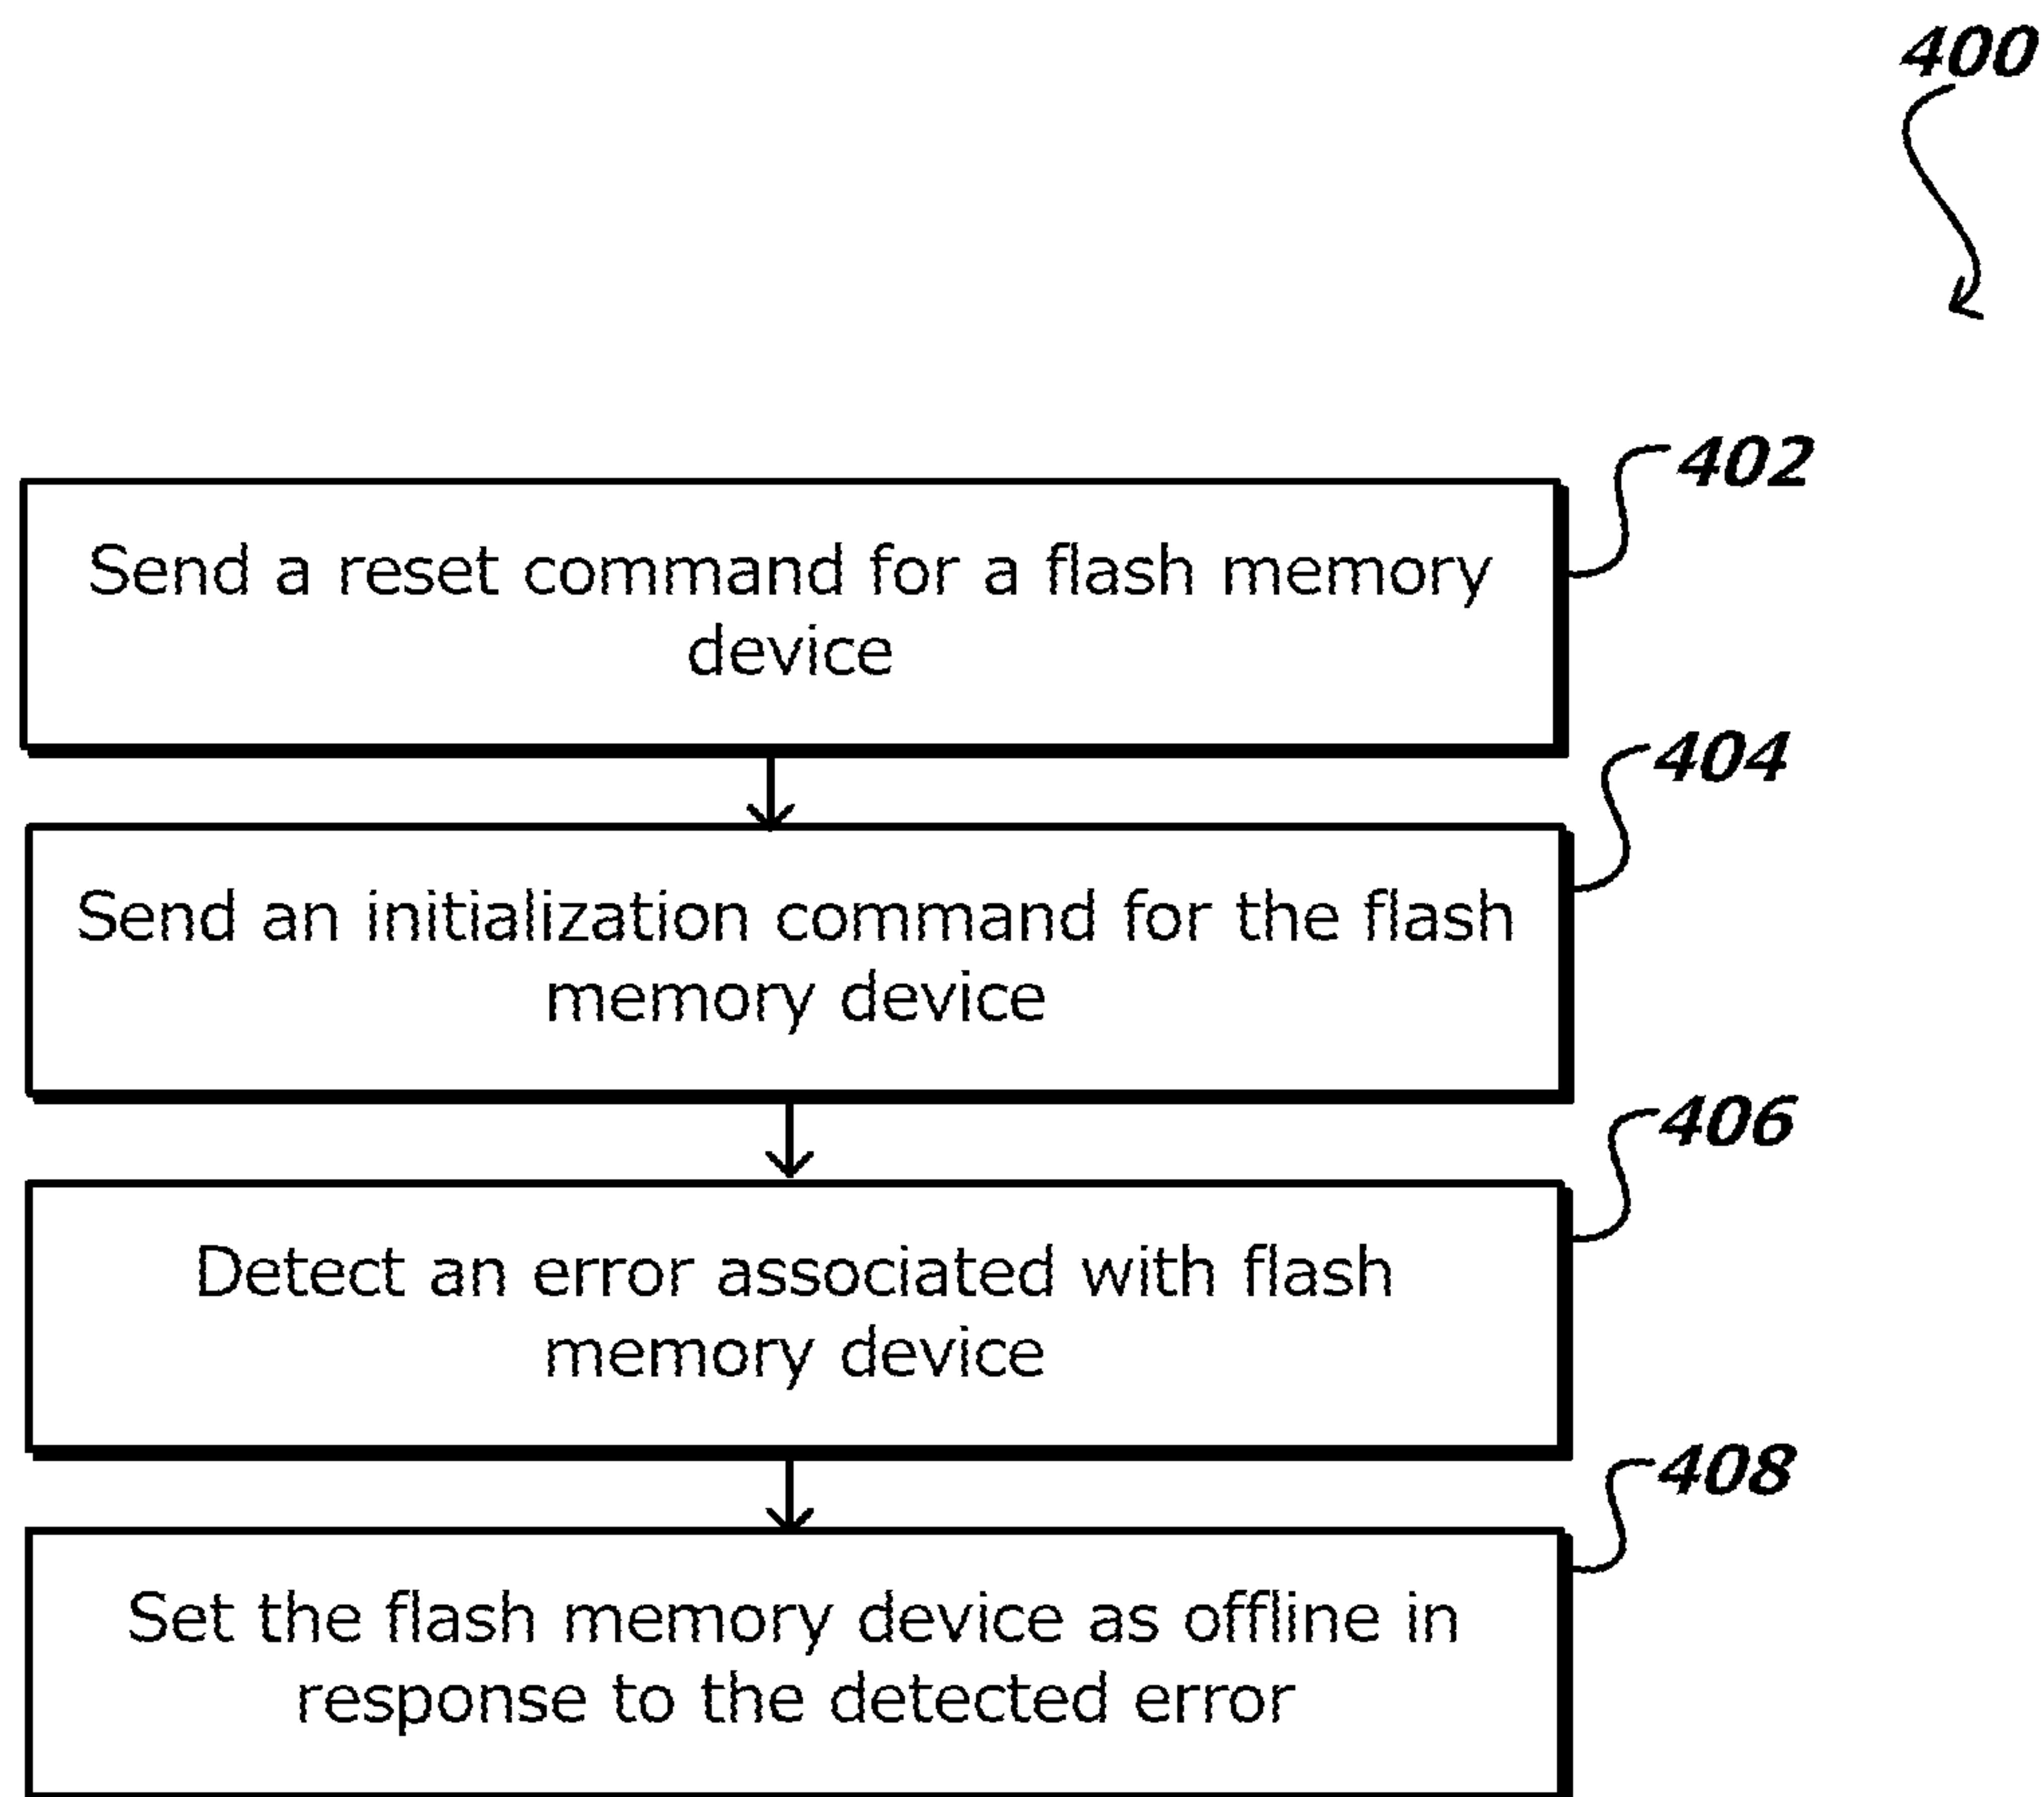 400
402
Send a reset command for a flash memory
device
404
Send an initialization command for the flash
memory device
406
Detect an error associated with flash
memory device
408
Set the flash memory device as offline in
response to the detected error